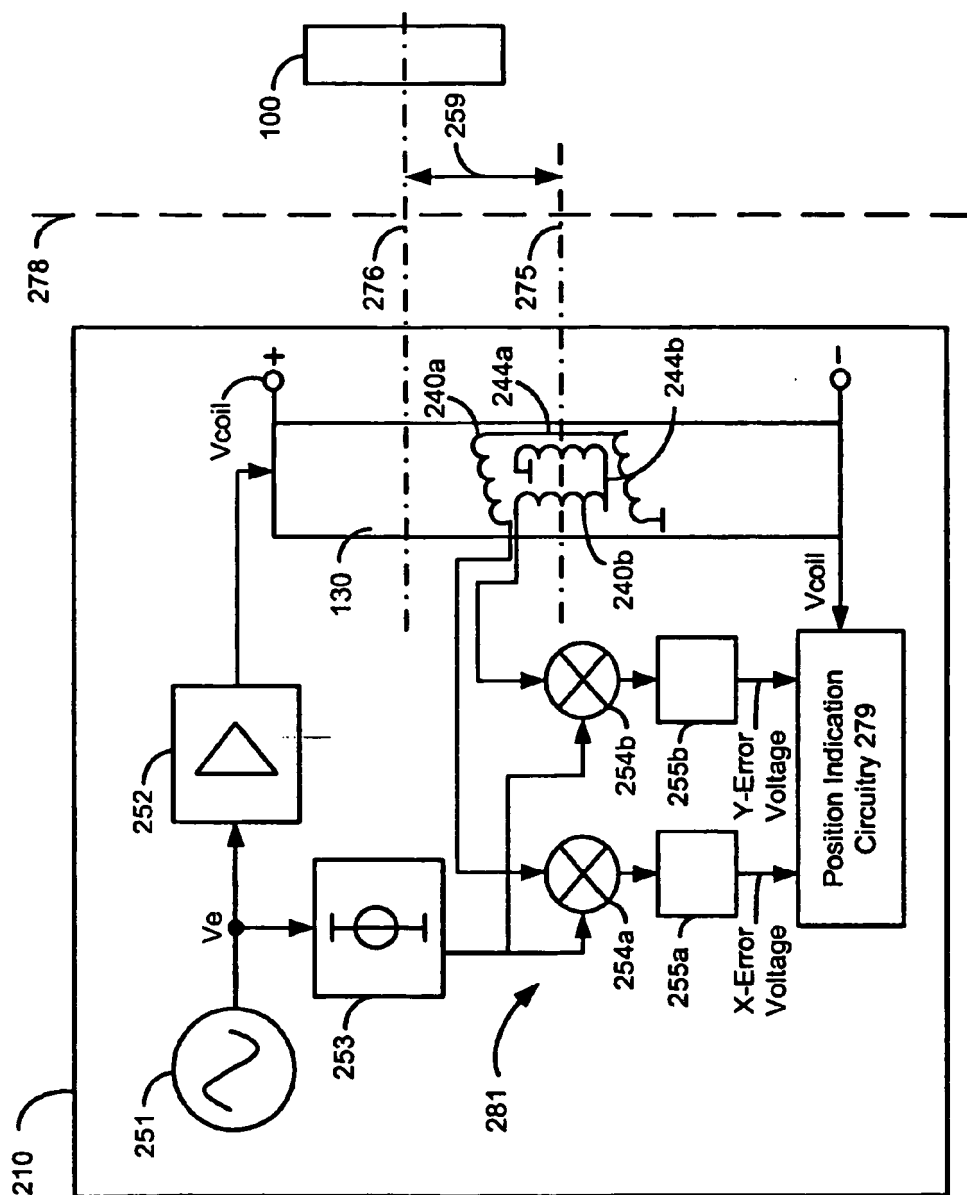 210
278
251
Ve
252
Vcoil
+
276
100
253
130
240a
244a
275
259
281
240b
244b
254a
254b
255a
255b
X-Error
Voltage
Y-Error
Voltage
Vcoil
-
Position Indication
Circuitry 279